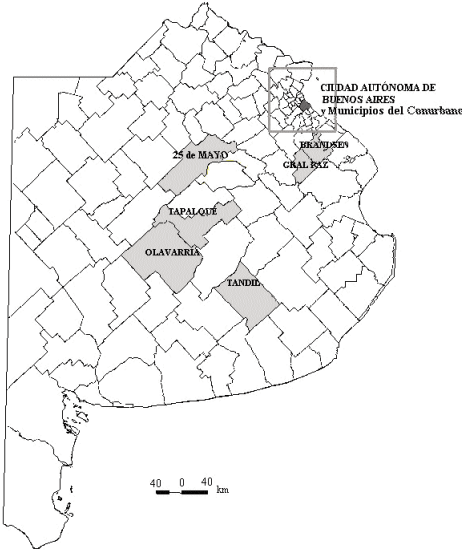 CIUDAD AUTÓNOMA DE
BUENOS AIRES
y Municipios del Conurbano
BRANDSEN
GRAL PAZ
25 de MAYO
TAPALQUÉ
OLAVARRÍA
TANDIL
40 0 40 km